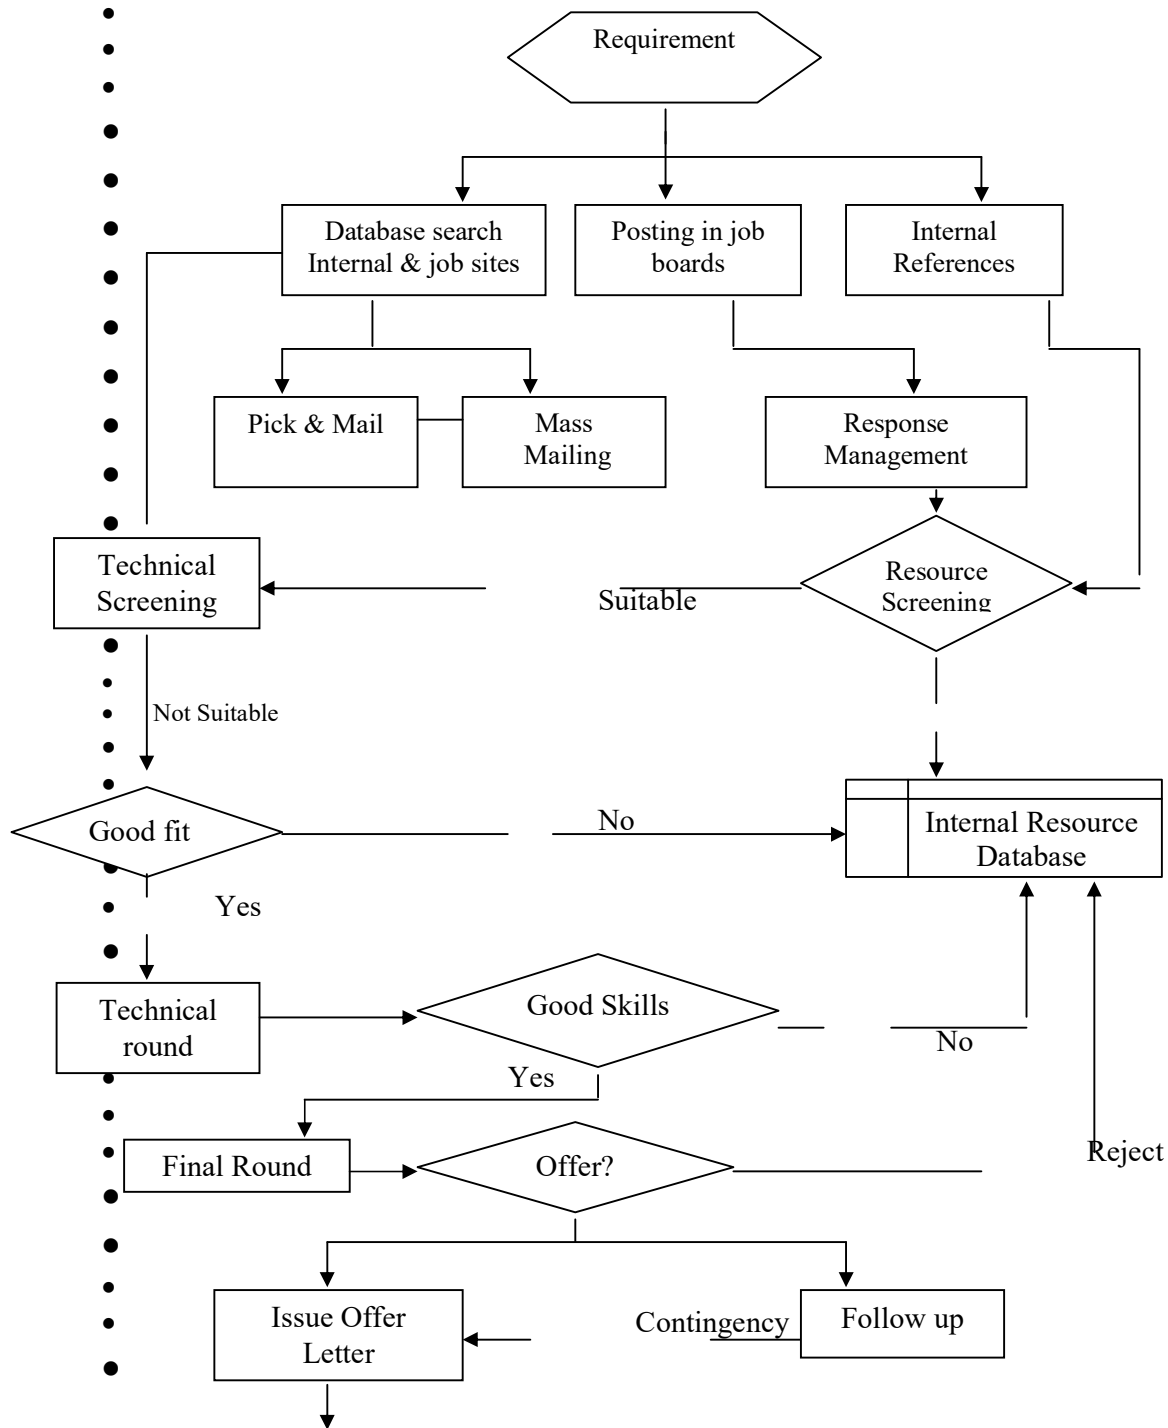 Requirement
Database search
Internal & job sites
Posting in job
boards
Internal
References
Pick & Mail
Mass
Mailing
Response
Management
Technical
Screening
Suitable
Resource
Screening
Not Suitable
Good fit
No
Internal Resource
Database
Yes
Technical
round
Good Skills
No
Yes
Final Round
Offer?
Reject
Issue Offer
Letter
Contingency
Follow up